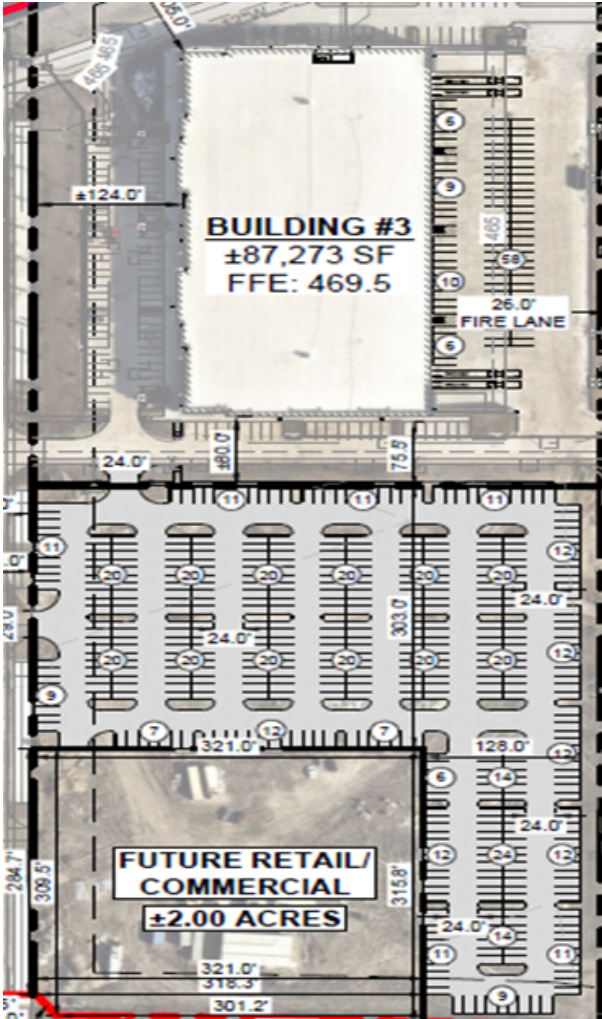 465 465
±124.0'
BUILDING #3
±87,273 SF
FFE: 469.5
6
9
465
58
10
26.0'
FIRE LANE
6
24.0'
±60.0'
75.5'
11 11 11
11
12
20 20 20 20 20 20
24.0'
24.0'
303.0'
12
20 20 20 20 20 20
9
7 12 7
321.0'
128.0'
12
6 14
24.0'
FUTURE RETAIL/
COMMERCIAL
±2.00 ACRES
284.7'
309.5'
315.8'
12 24 12
24.0'
14
11 11
321.0'
318.3'
301.2'
9